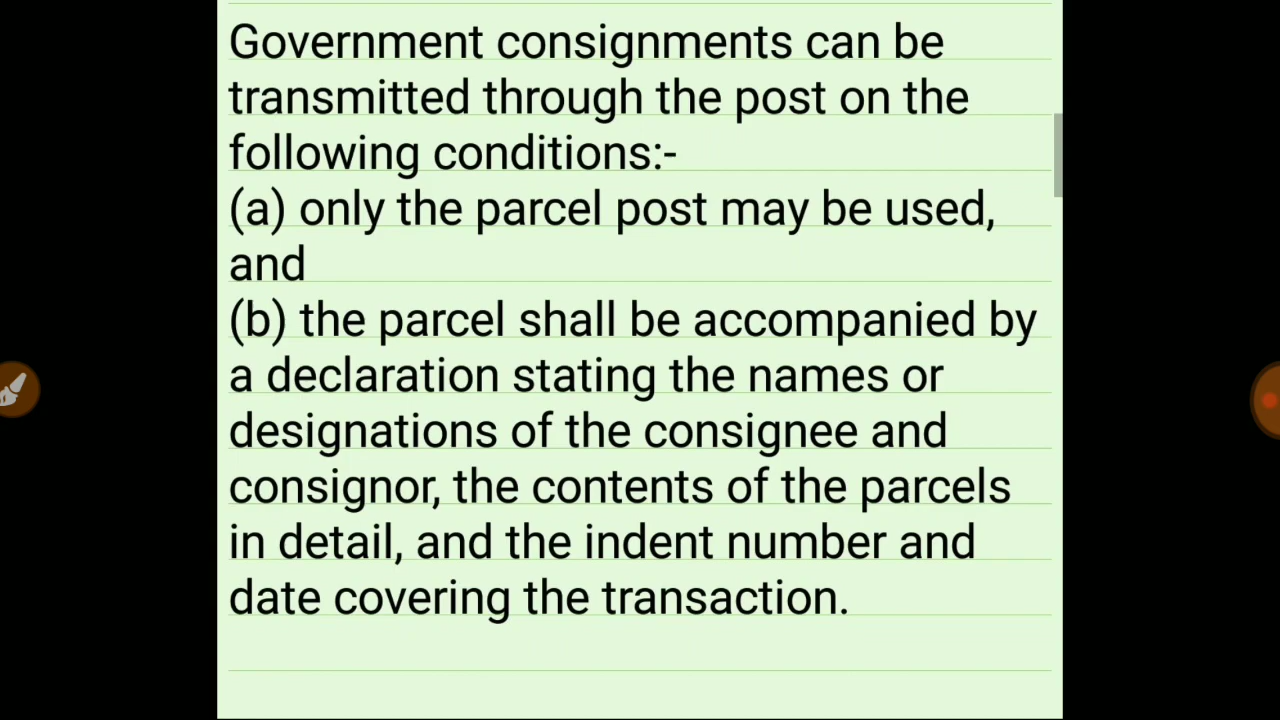 Government consignments can be
transmitted through the post on the
following conditions:-
(a) only the parcel post may be used,
and
(b) the parcel shall be accompanied by
a declaration stating the names or
designations of the consignee and
consignor, the contents of the parcels
in detail, and the indent number and
date covering the transaction.